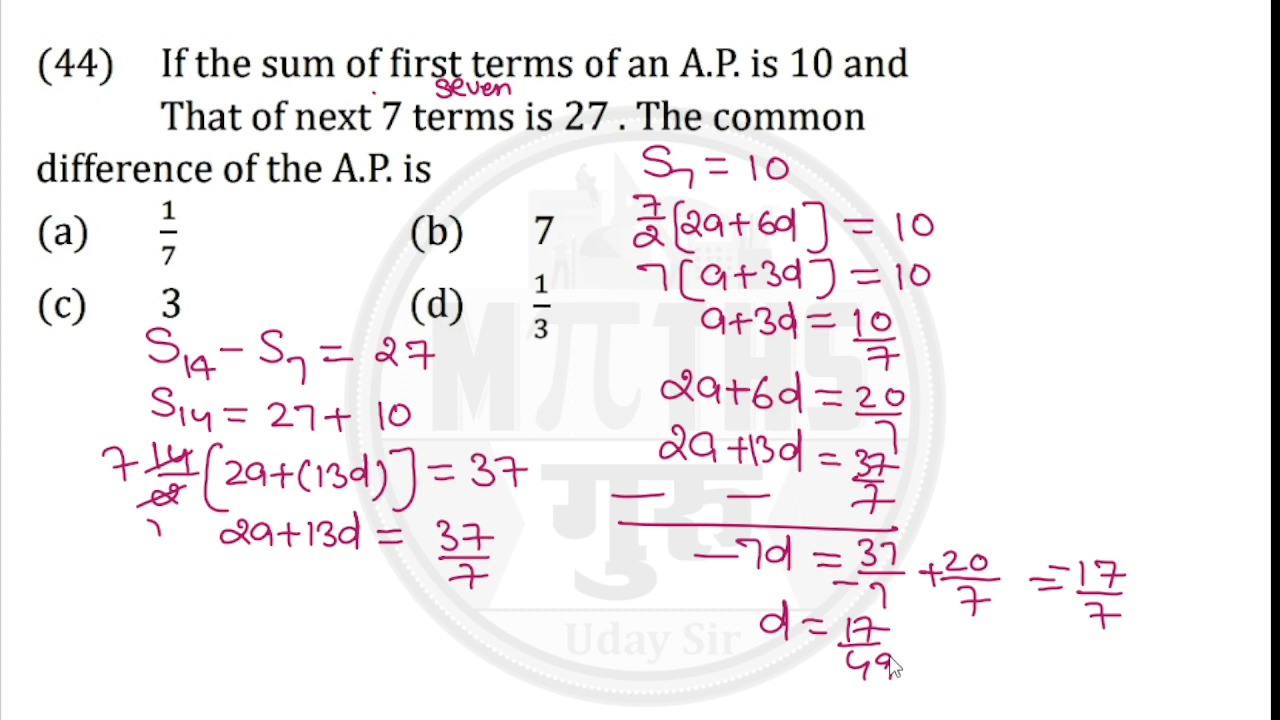 (44) If the sum of first terms of an A.P. is 10 and
seven
That of next 7 terms is 27 . The common
difference of the A.P. is
(a) 1/7 (b) 7
(c) 3 (d) 1/3
S₇ = 10
7/2 [2a+6d] = 10
7[a+3d] = 10
a+3d = 10/7
2a+6d = 20/7
2a+13d = 37/7
— —
-7d = -37/7 + 20/7 = -17/7
d = 17/49
S₁₄ - S₇ = 27
S₁₄ = 27 + 10
7 14/2 [2a+(13d)] = 37
1
2a+13d = 37/7
MπTHS
गुरु
Uday Sir